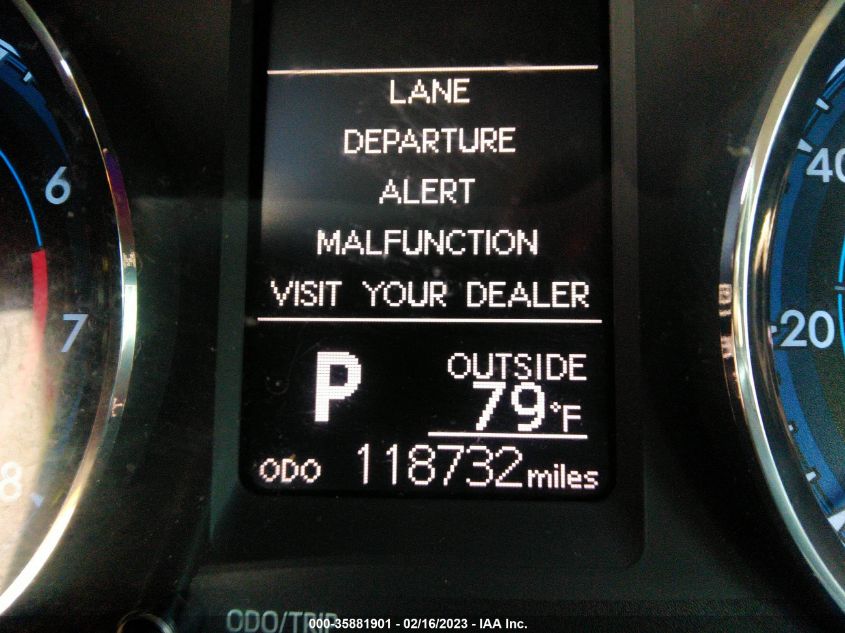 LANE
DEPARTURE
ALERT
MALFUNCTION
VISIT YOUR DEALER
P
OUTSIDE
79°F
ODO 118732 miles
6
7
8
40
20
ODO/TRIP
000-35881901 - 02/16/2023 - IAA Inc.